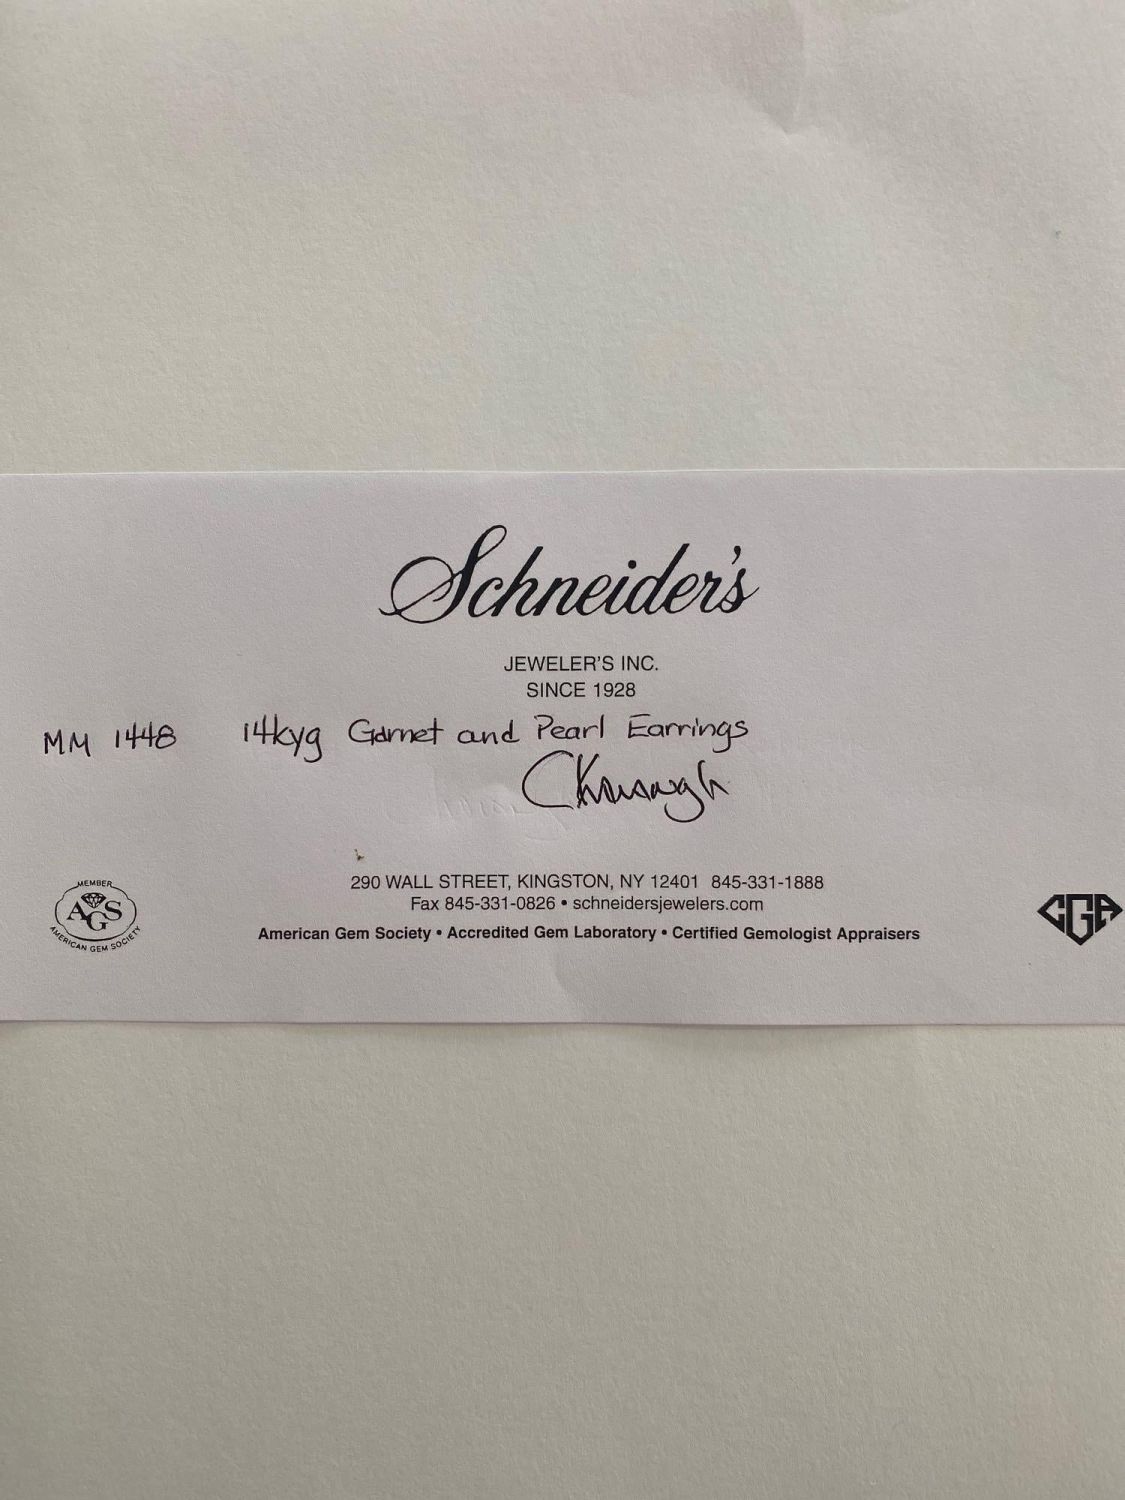 Schneider's
JEWELER'S INC.
SINCE 1928
MM 1448 14kyg Garnet and Pearl Earrings
CKavanagh
290 WALL STREET, KINGSTON, NY 12401 845-331-1888
Fax 845-331-0826 • schneidersjewelers.com
American Gem Society • Accredited Gem Laboratory • Certified Gemologist Appraisers
MEMBER
AGS
AMERICAN GEM SOCIETY
CGA